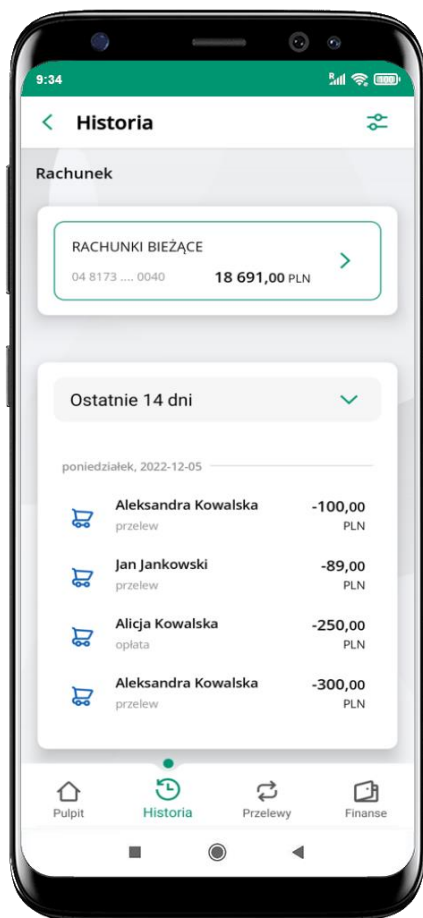 9:34
R
100
Historia
Rachunek
RACHUNKI BIEŻĄCE
04 8173 .... 0040 18 691,00 PLN
Ostatnie 14 dni
poniedziałek, 2022-12-05
Aleksandra Kowalska -100,00
przelew PLN
Jan Jankowski -89,00
przelew PLN
Alicja Kowalska -250,00
opłata PLN
Aleksandra Kowalska -300,00
przelew PLN
Pulpit Historia Przelewy Finanse